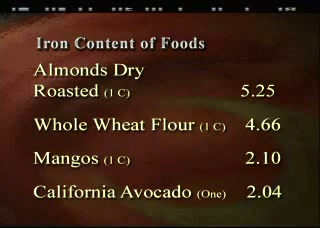 Iron Content of Foods
Almonds Dry
Roasted (1 C) 5.25
Whole Wheat Flour (1 C) 4.66
Mangos (1 C) 2.10
California Avocado (One) 2.04